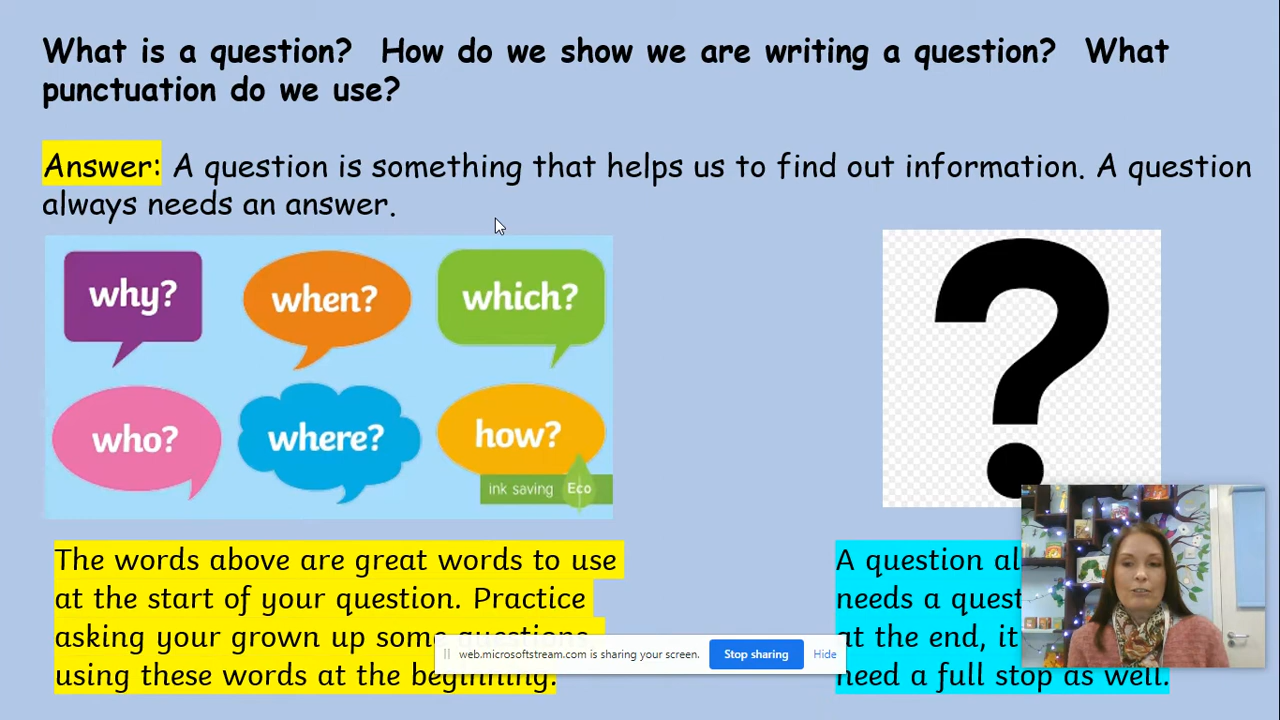 What is a question? How do we show we are writing a question? What
punctuation do we use?
Answer: A question is something that helps us to find out information. A question
always needs an answer.
why?
when?
which?
who?
where?
how?
ink saving Eco
The words above are great words to use
at the start of your question. Practice
asking your grown up some questions
using these words at the beginning.
A question
needs a
at the end, it
need a full stop as well.
web.microsoftstream.com is sharing your screen.
Stop sharing
Hide